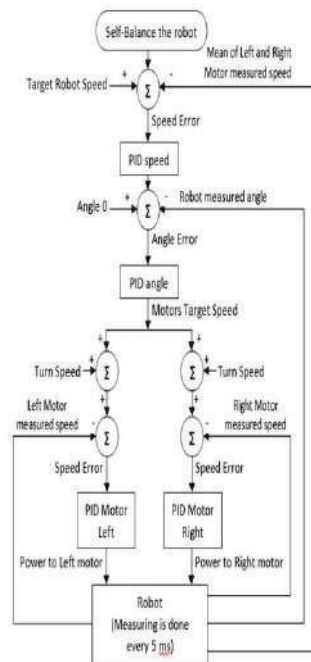 Self-Balance the robot
Mean of Left and Right
Motor measured speed
Target Robot Speed
+
-
Σ
Speed Error
PID speed
Angle 0
+
-
Robot measured angle
Σ
Angle Error
PID angle
Motors Target Speed
+
+
Turn Speed
+
Σ
Σ
+
Turn Speed
Left Motor
measured speed
+
-
Σ
+
-
Σ
Right Motor
measured speed
Speed Error
Speed Error
PID Motor
Left
PID Motor
Right
Power to Left motor
Power to Right motor
Robot
(Measuring is done
every 5 ms)